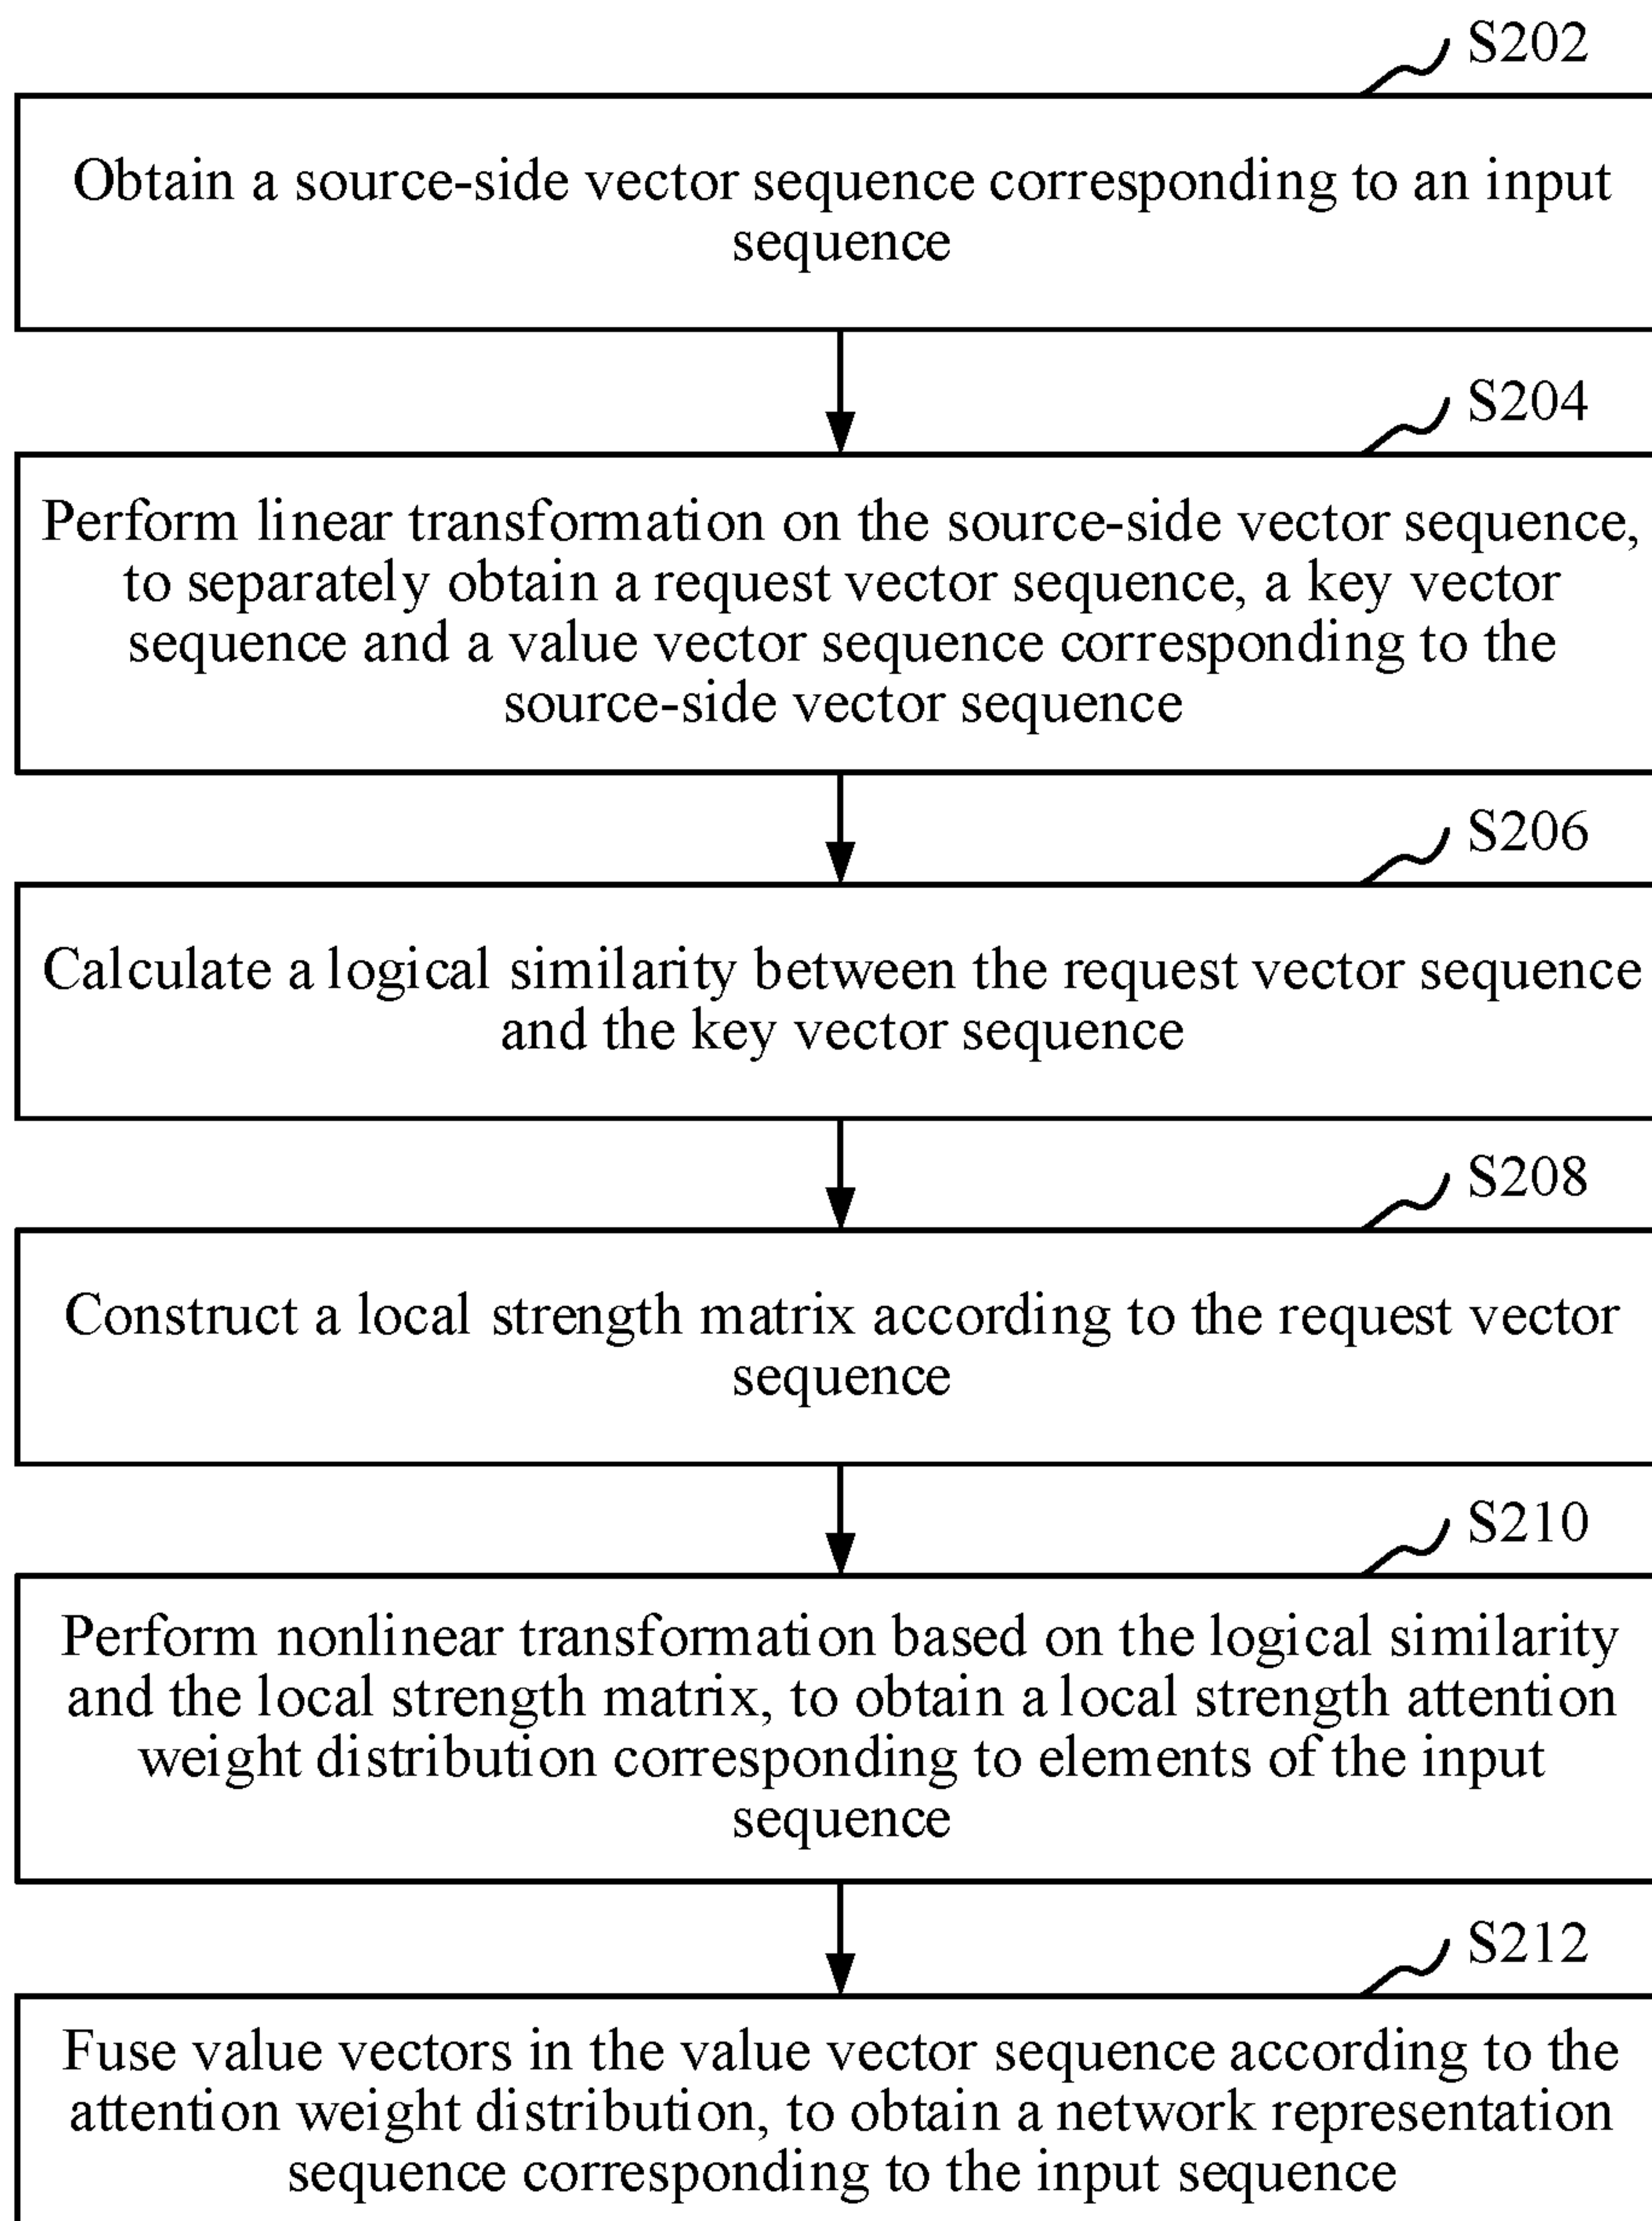 S202
Obtain a source-side vector sequence corresponding to an input
sequence
S204
Perform linear transformation on the source-side vector sequence,
to separately obtain a request vector sequence, a key vector
sequence and a value vector sequence corresponding to the
source-side vector sequence
S206
Calculate a logical similarity between the request vector sequence
and the key vector sequence
S208
Construct a local strength matrix according to the request vector
sequence
S210
Perform nonlinear transformation based on the logical similarity
and the local strength matrix, to obtain a local strength attention
weight distribution corresponding to elements of the input
sequence
S212
Fuse value vectors in the value vector sequence according to the
attention weight distribution, to obtain a network representation
sequence corresponding to the input sequence